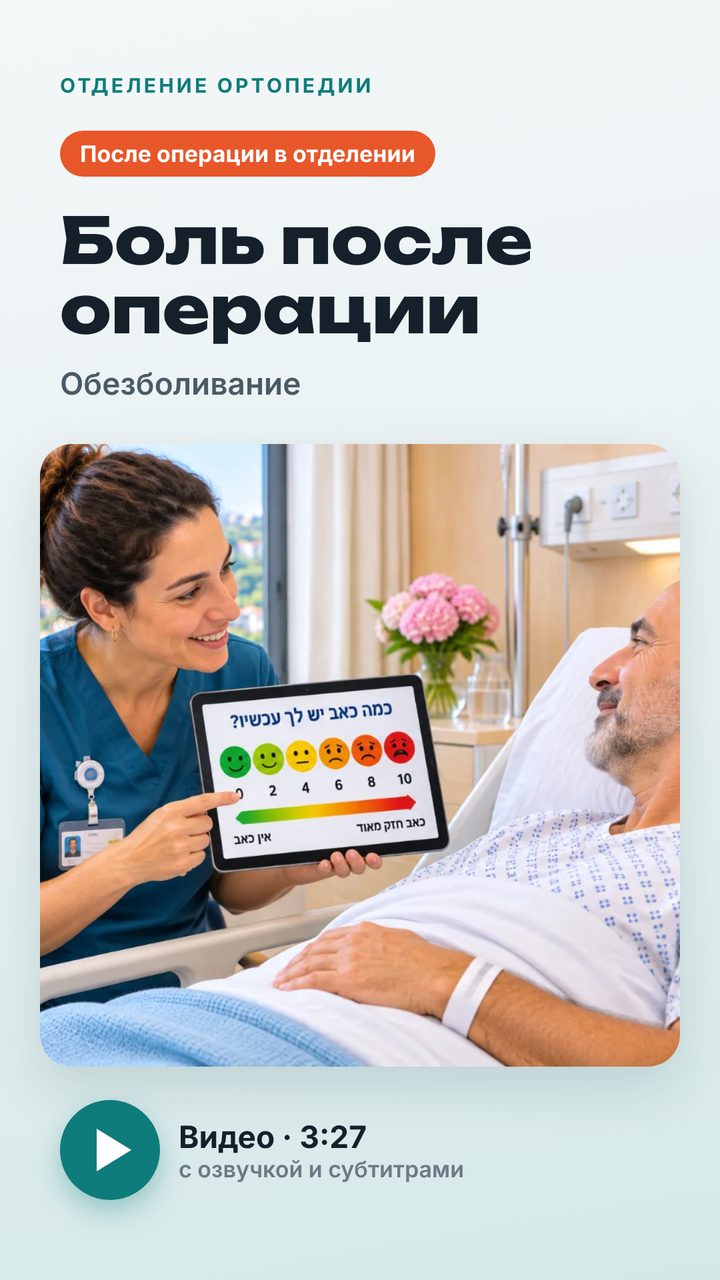 ОТДЕЛЕНИЕ ОРТОПЕДИИ
После операции в отделении
Боль после
операции
Обезболивание
כמה כאב יש לך עכשיו?
0 2 4 6 8 10
אין כאב
כאב חזק מאוד
Видео · 3:27
с озвучкой и субтитрами